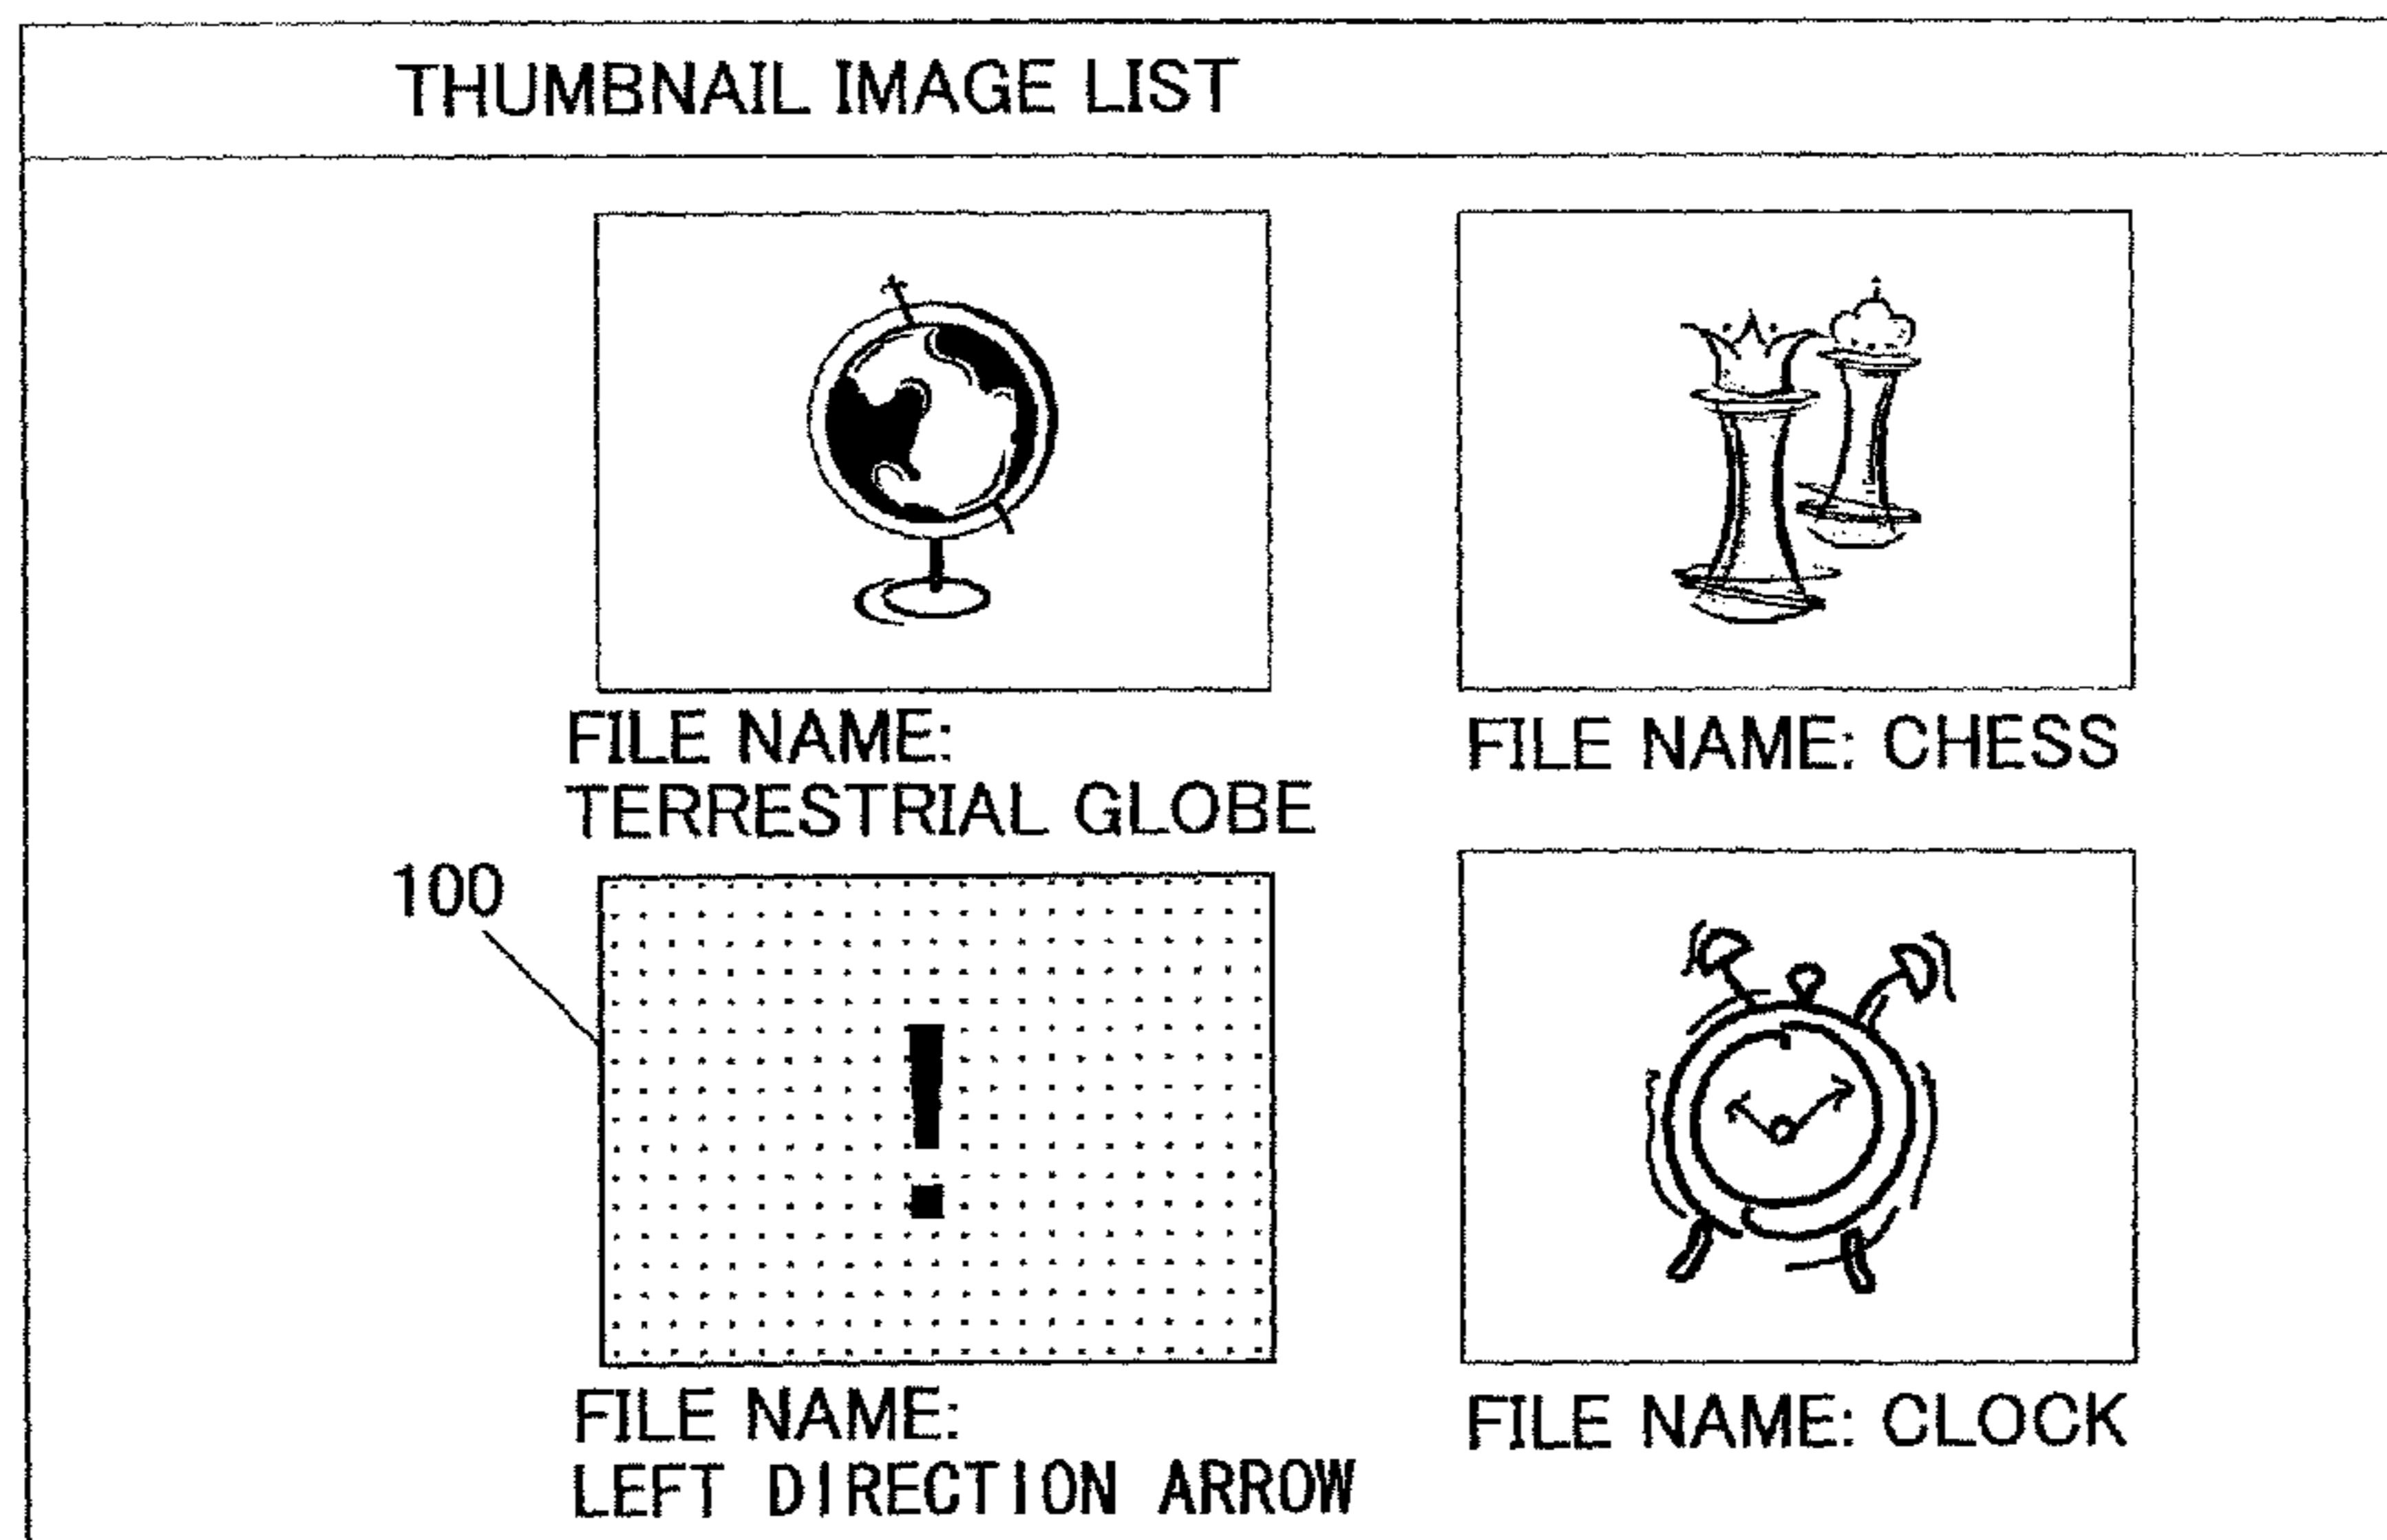 THUMBNAIL IMAGE LIST
FILE NAME:
TERRESTRIAL GLOBE
FILE NAME: CHESS
100
!
FILE NAME:
LEFT DIRECTION ARROW
FILE NAME: CLOCK